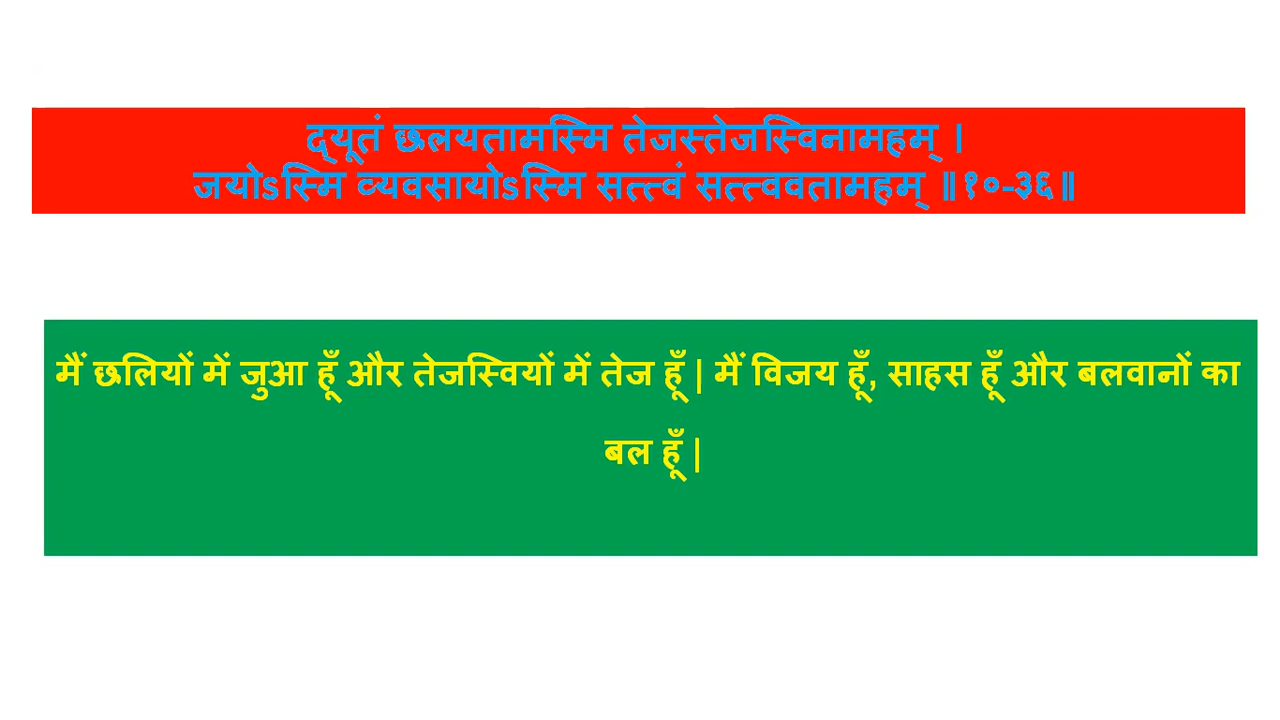 द्यूतं छलयतामस्मि तेजस्तेजस्विनामहम् |
जयोऽस्मि व्यवसायोऽस्मि सत्त्वं सत्त्ववतामहम् ॥१०-३६॥
मैं छलियों में जुआ हूँ और तेजस्वियों में तेज हूँ | मैं विजय हूँ, साहस हूँ और बलवानों का
बल हूँ |